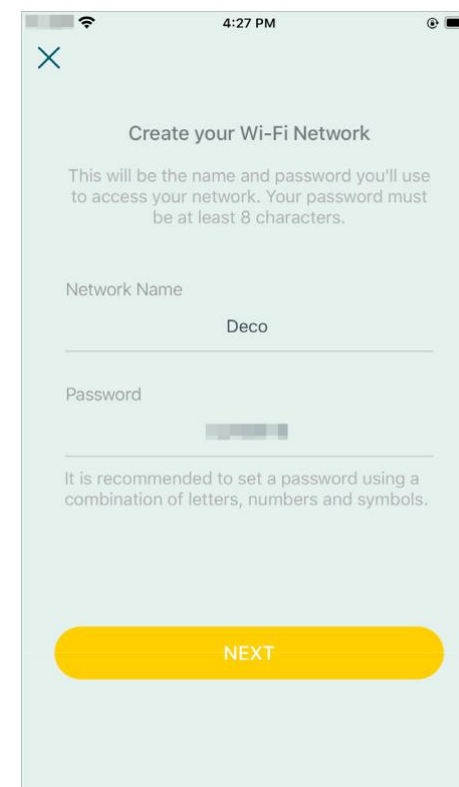 4:27 PM
Create your Wi-Fi Network
This will be the name and password you'll use
to access your network. Your password must
be at least 8 characters.
Network Name
Deco
Password
It is recommended to set a password using a
combination of letters, numbers and symbols.
NEXT